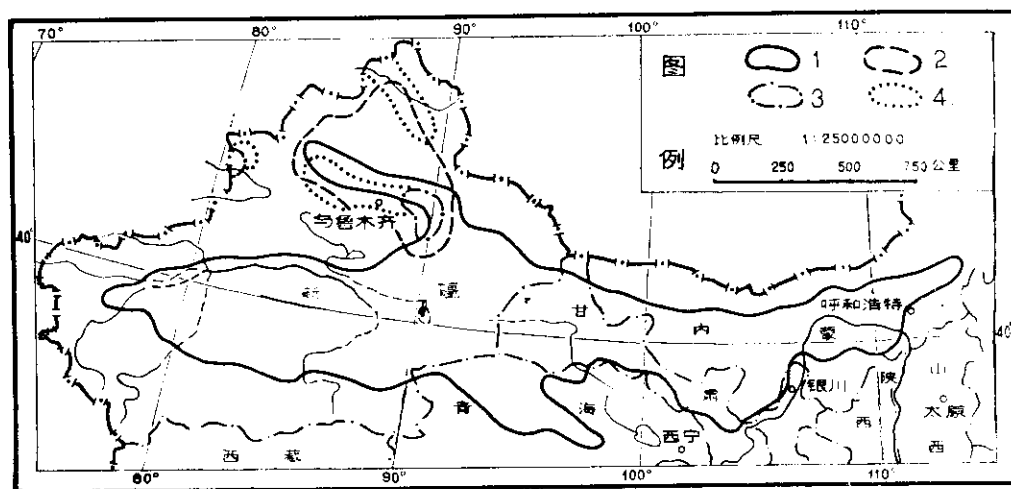 70° 80° 90° 110°
图 1 2
3 4
比例尺 1:25000000
例 0 250 500 750 公里
乌鲁木齐
40°
新 疆 甘 内 蒙 呼和浩特
40°
青 海 肃 银川 陕 山
西 太原
西藏 西宁 西
80° 90° 100° 110°